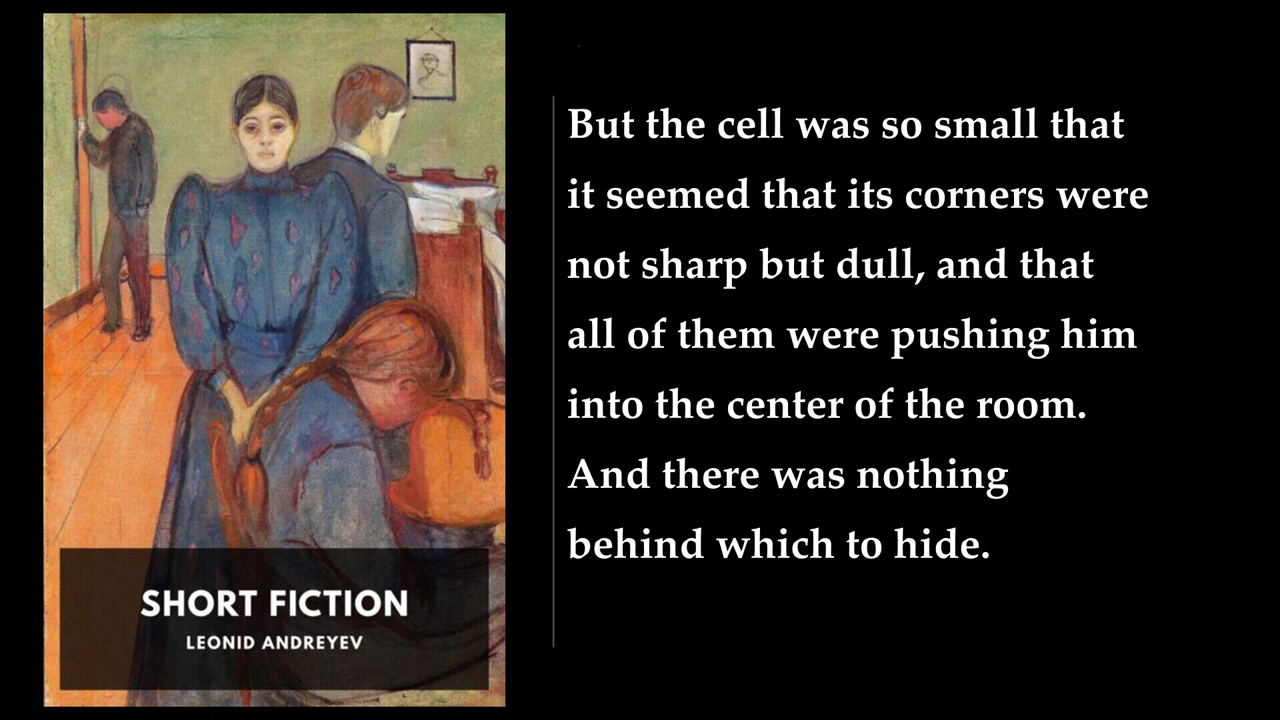 SHORT FICTION
LEONID ANDREYEV
But the cell was so small that
it seemed that its corners were
not sharp but dull, and that
all of them were pushing him
into the center of the room.
And there was nothing
behind which to hide.